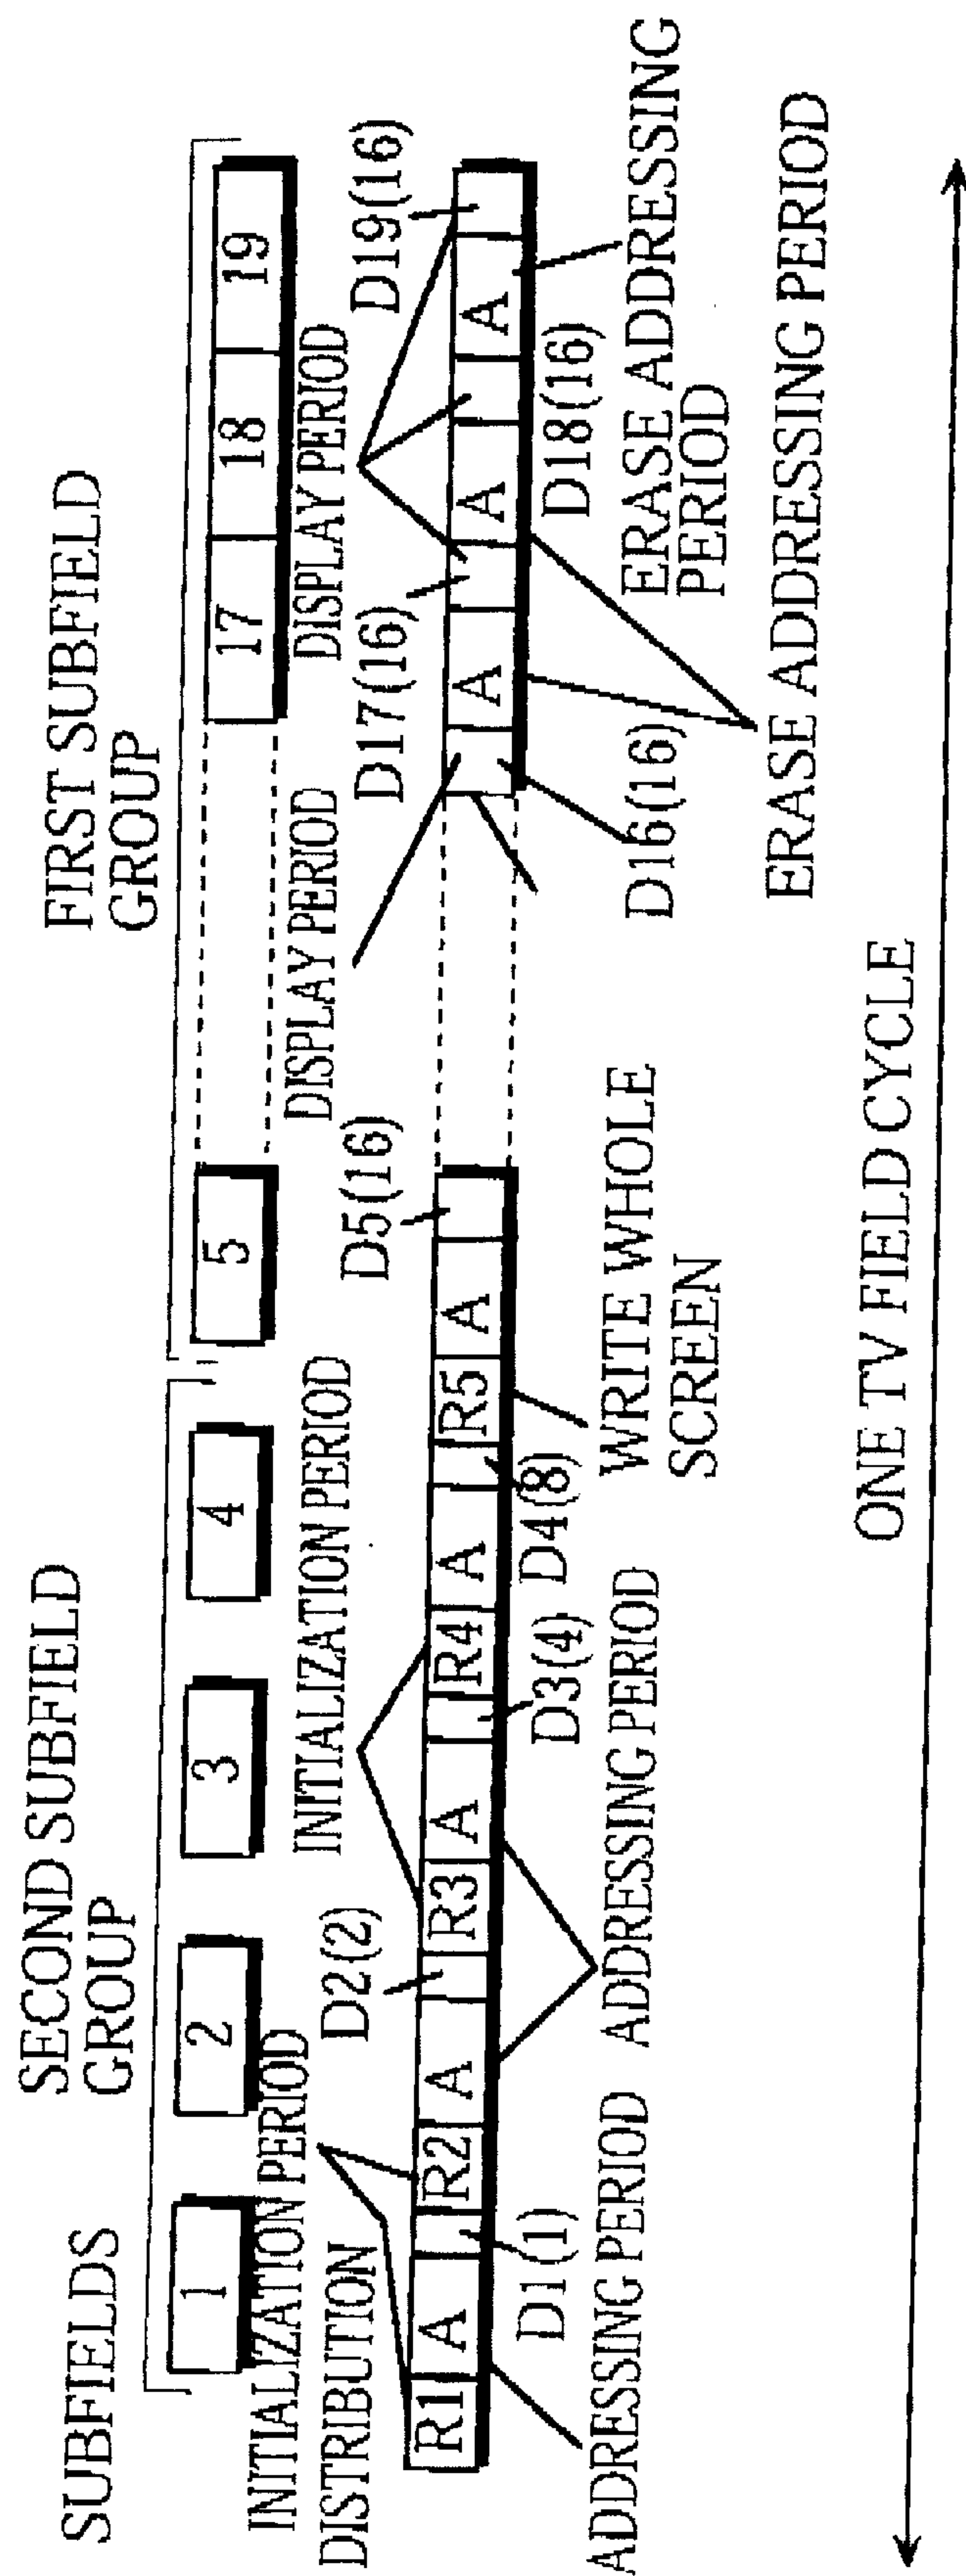 SUBFIELDS
SECOND SUBFIELD
GROUP
FIRST SUBFIELD
GROUP
1
2
3
4
5
17
18
19
INITIALIZATION PERIOD
DISTRIBUTION
D2(2)
INITIALIZATION PERIOD
D5(16)
DISPLAY PERIOD
D17(16)
DISPLAY PERIOD
D19(16)
R1
A
R2
A
R3
A
R4
A
R5
A
A
A
A
D1(1)
D3(4)
D4(8)
D16(16)
D18(16)
ADDRESSING PERIOD
ADDRESSING PERIOD
WRITE WHOLE
SCREEN
ERASE ADDRESSING
PERIOD
ERASE ADDRESSING PERIOD
ONE TV FIELD CYCLE